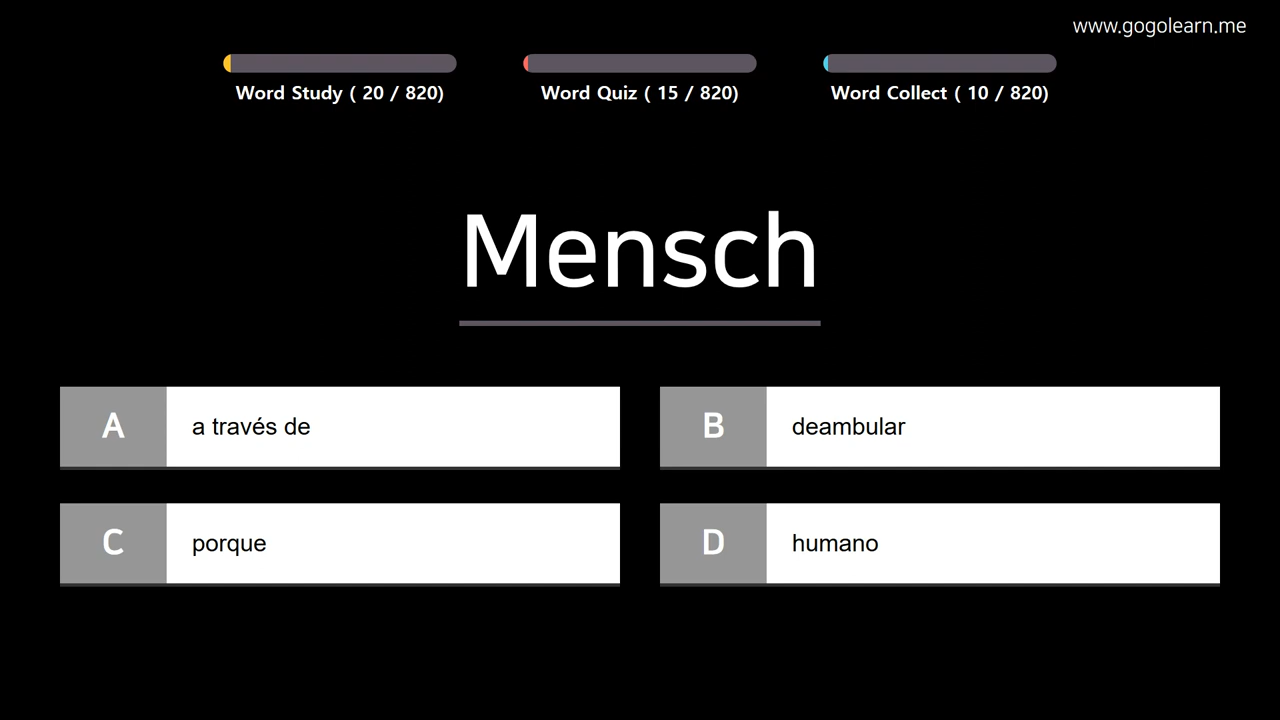 www.gogolearn.me
Word Study ( 20 / 820)
Word Quiz ( 15 / 820)
Word Collect ( 10 / 820)
Mensch
A
a través de
B
deambular
C
porque
D
humano